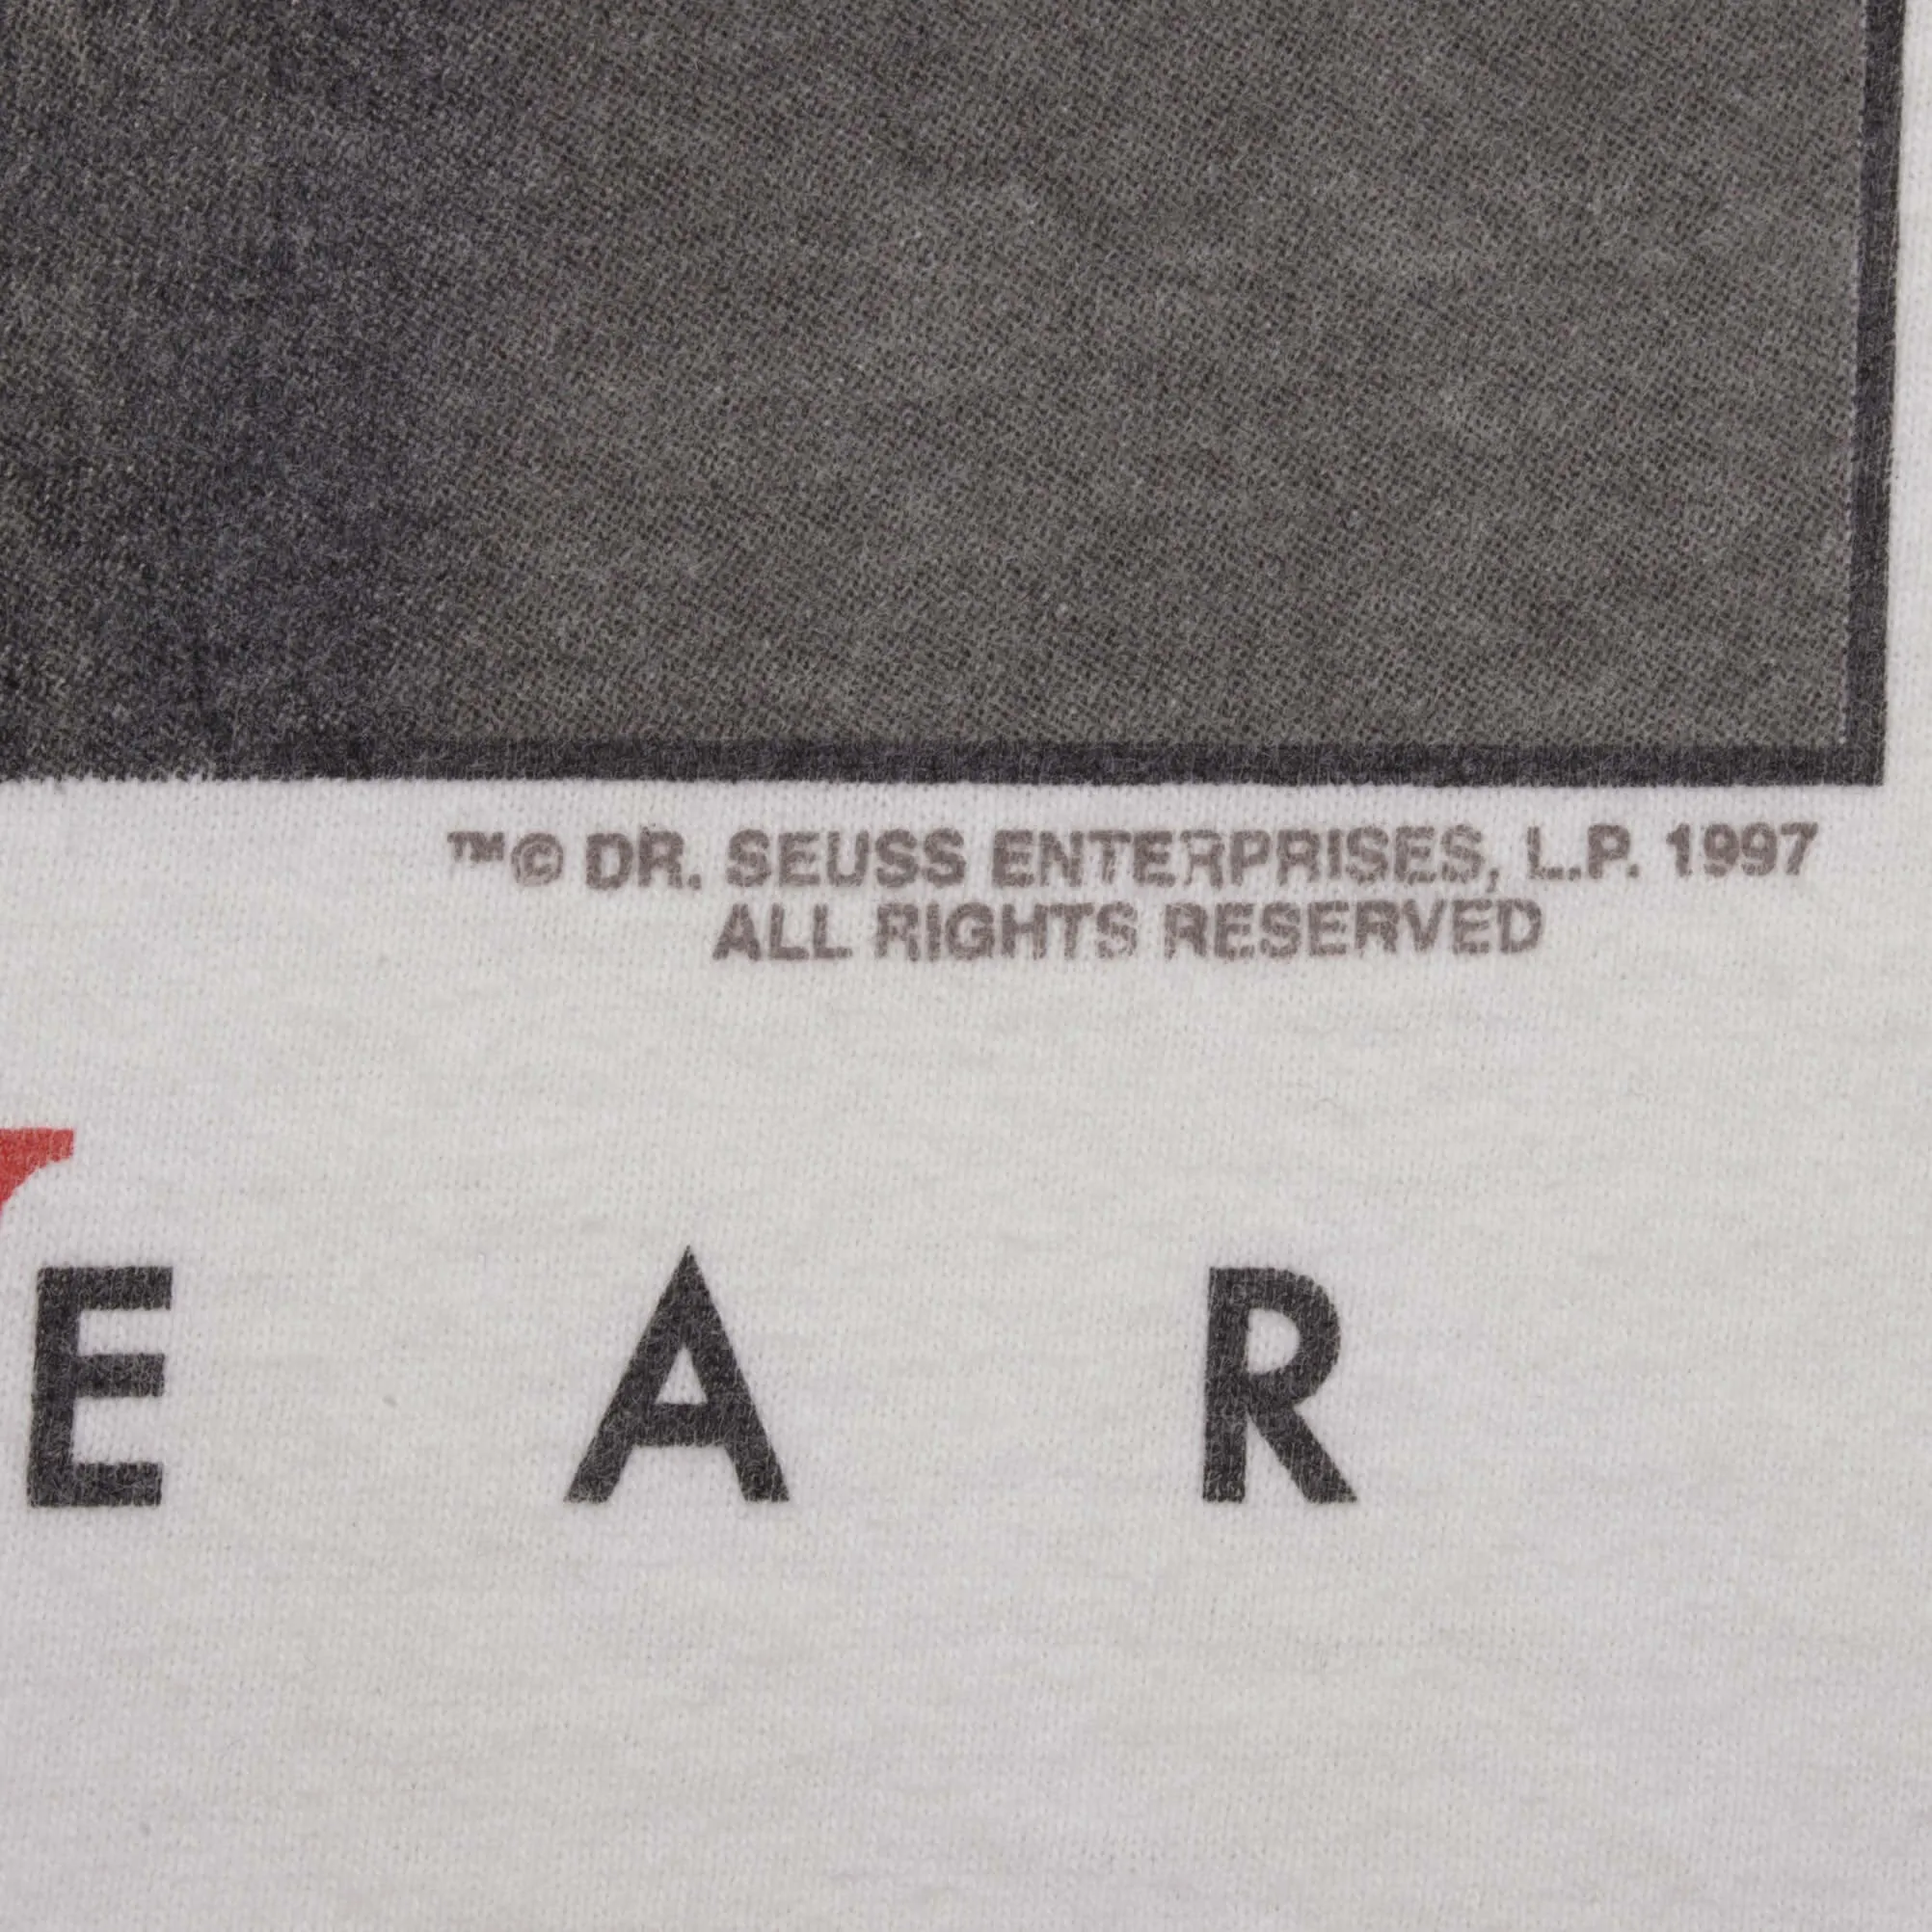 ™© DR. SEUSS ENTERPRISES, L.P. 1997
ALL RIGHTS RESERVED
E A R